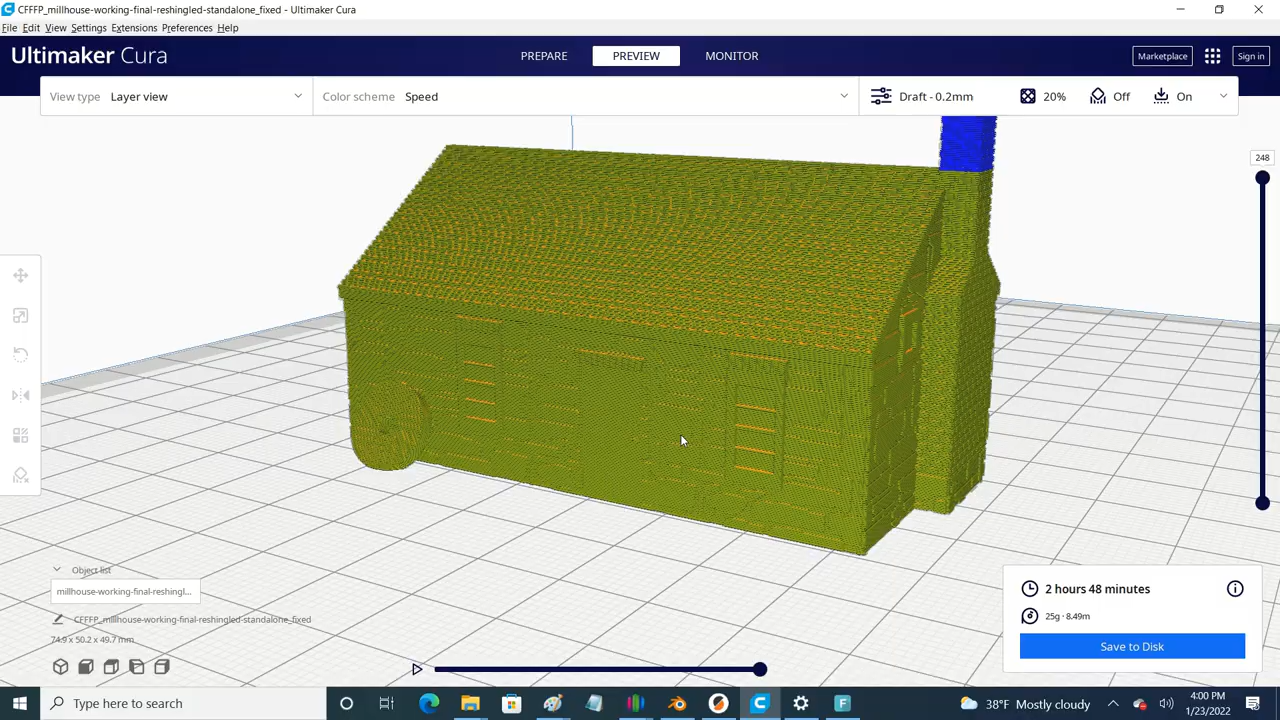 CFFFP_millhouse-working-final-reshingled-standalone_fixed - Ultimaker Cura
File Edit View Settings Extensions Preferences Help
Ultimaker Cura
PREPARE PREVIEW MONITOR
Marketplace Sign in
View type Layer view Color scheme Speed Draft - 0.2mm 20% Off On
248
Object list
millhouse-working-final-reshingl...
CFFFP_millhouse-working-final-reshingled-standalone_fixed
74.9 x 50.2 x 49.7 mm
2 hours 48 minutes
25g · 8.49m
Save to Disk
Type here to search
38°F Mostly cloudy
4:00 PM
1/23/2022